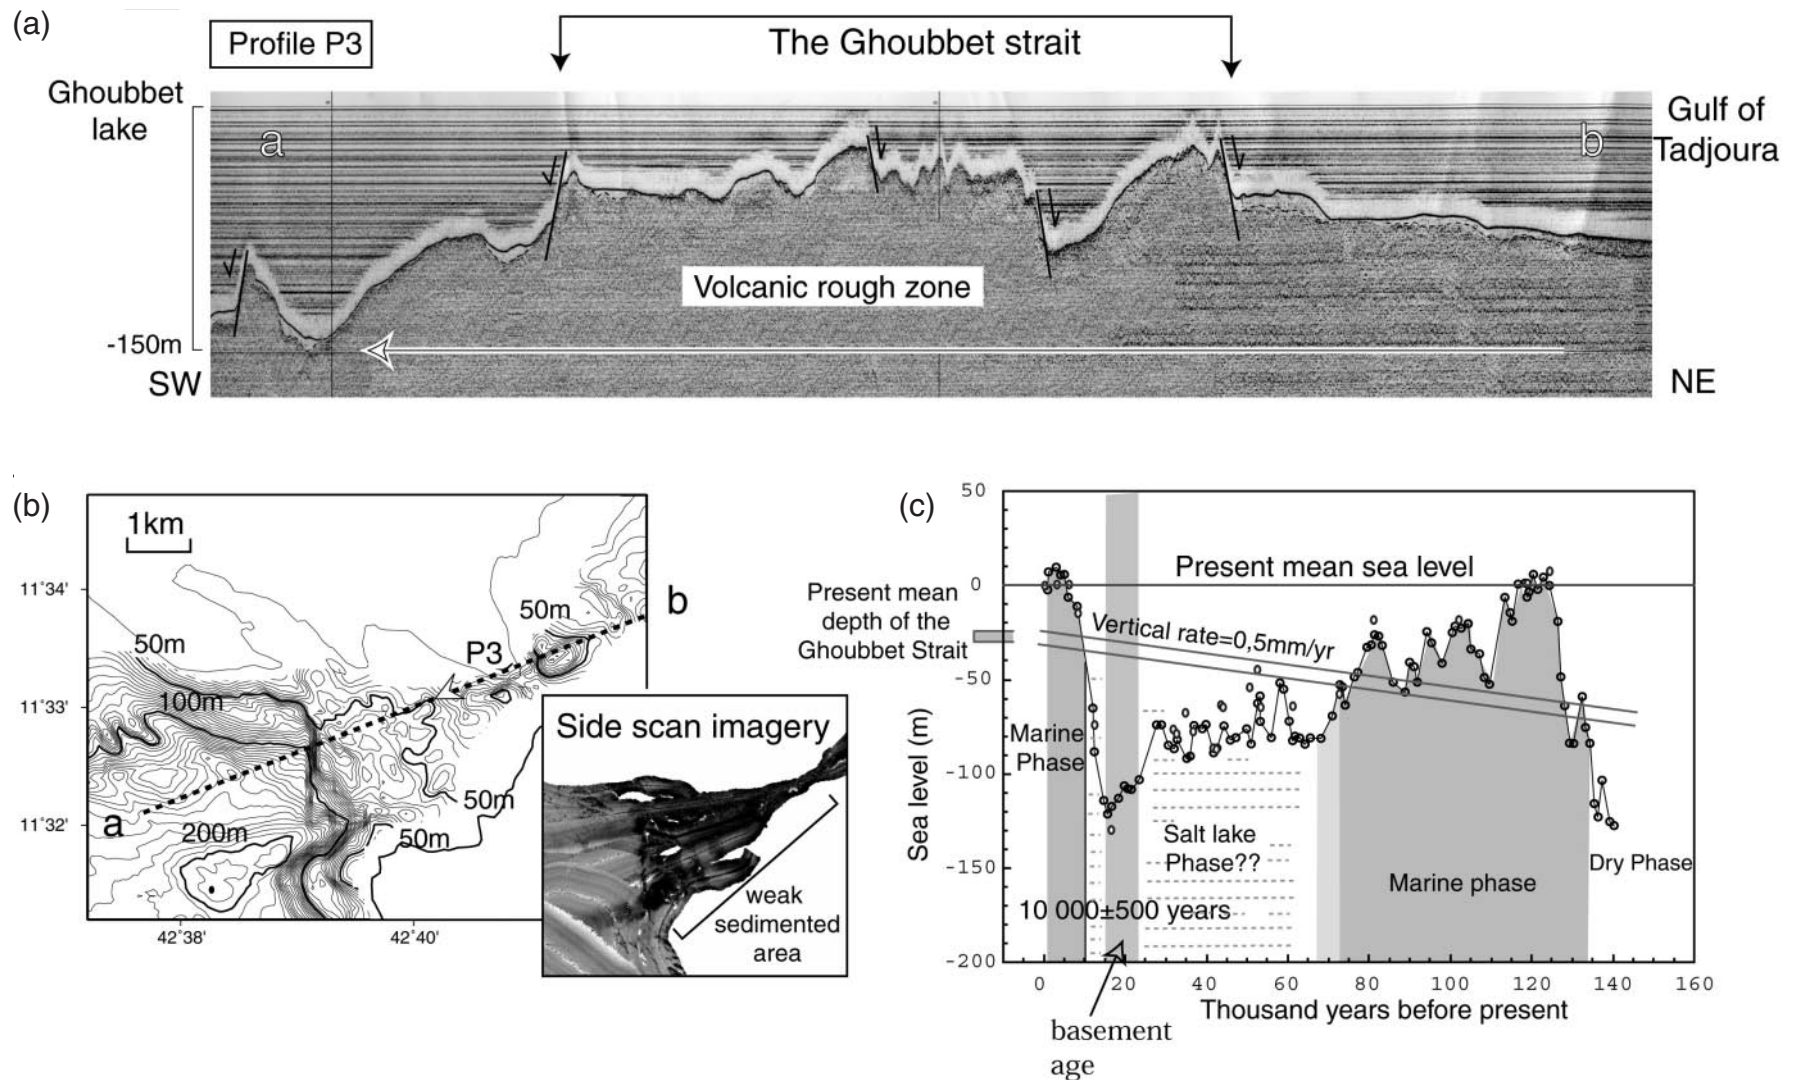 (a)
Profile P3
The Ghoubbet strait
Ghoubbet
lake
a
b
Gulf of
Tadjoura
Volcanic rough zone
-150m
SW
NE
(b)
1km
11°34'
11°33'
11°32'
42°38'
42°40'
50m
b
50m
P3
100m
a
50m
200m
50m
Side scan imagery
weak
sedimented
area
(c)
50
0
-50
-100
-150
-200
Sea level (m)
Present mean sea level
Present mean
depth of the
Ghoubbet Strait
Vertical rate=0,5mm/yr
Marine
Phase
Salt lake
Phase??
Marine phase
Dry Phase
10 000±500 years
0 20 40 60 80 100 120 140 160
Thousand years before present
basement
age